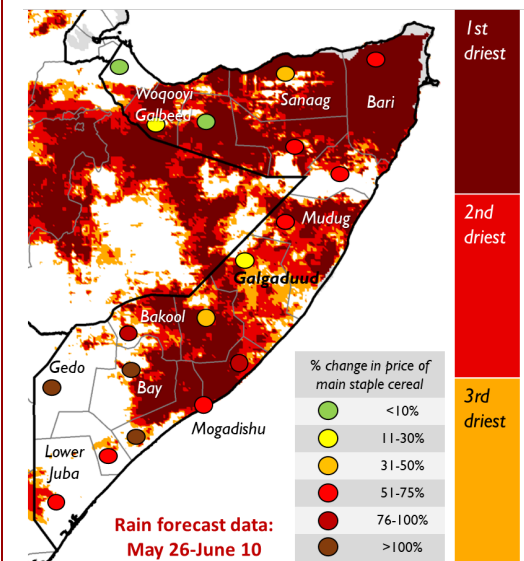 1st
driest
Woqooyi
Galbeed
Sanaag
Bari
2nd
driest
Mudug
Galgaduud
Bakool
Gedo
Bay
Mogadishu
Lower
Juba
% change in price of
main staple cereal
<10%
11-30%
31-50%
51-75%
76-100%
>100%
3rd
driest
Rain forecast data:
May 26-June 10